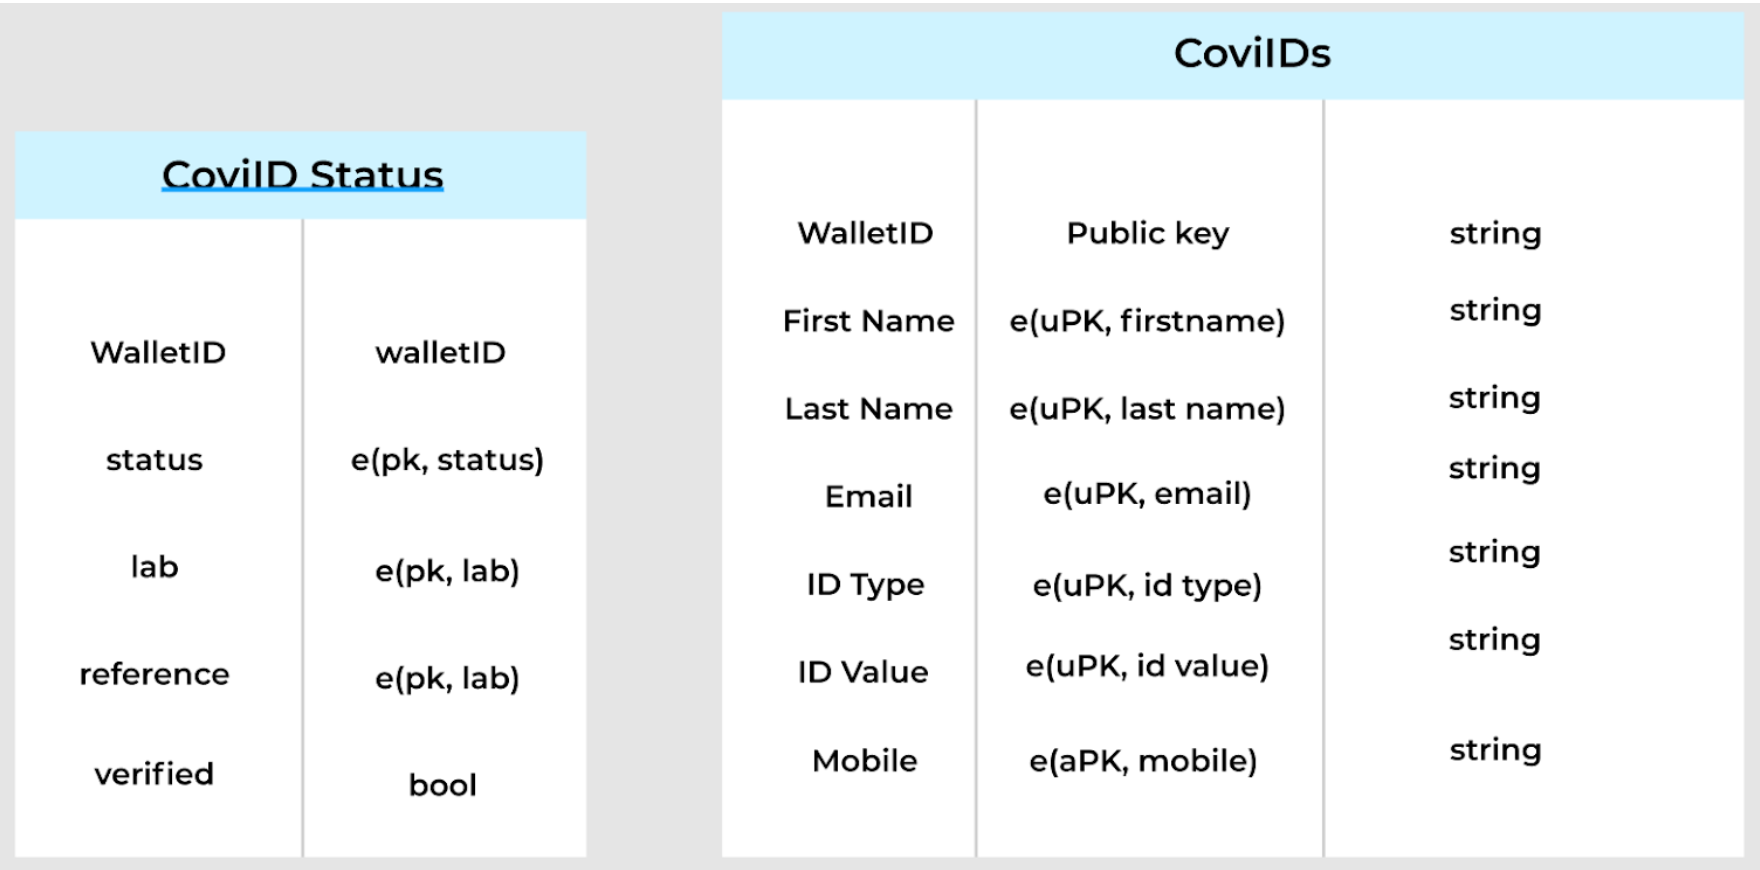 CoviID Status
WalletID walletID
status e(pk, status)
lab e(pk, lab)
reference e(pk, lab)
verified bool
CoviIDs
WalletID Public key string
First Name e(uPK, firstname) string
Last Name e(uPK, last name) string
Email e(uPK, email) string
ID Type e(uPK, id type) string
ID Value e(uPK, id value) string
Mobile e(aPK, mobile) string